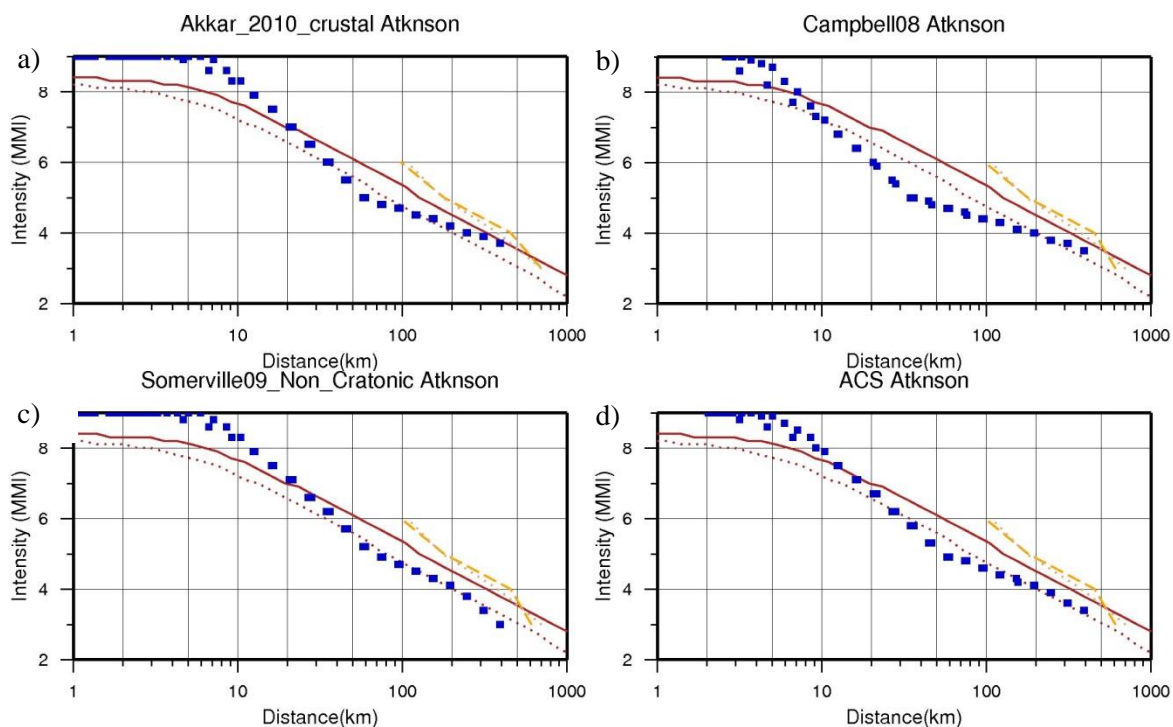 Akkar_2010_crustal Atknson
a)
Intensity (MMI)
8
6
4
2
1 10 100 1000
Distance(km)
Campbell08 Atknson
b)
Intensity (MMI)
8
6
4
2
1 10 100 1000
Distance(km)
Somerville09_Non_Cratonic Atknson
c)
Intensity (MMI)
8
6
4
2
1 10 100 1000
Distance(km)
ACS Atknson
d)
Intensity (MMI)
8
6
4
2
1 10 100 1000
Distance(km)